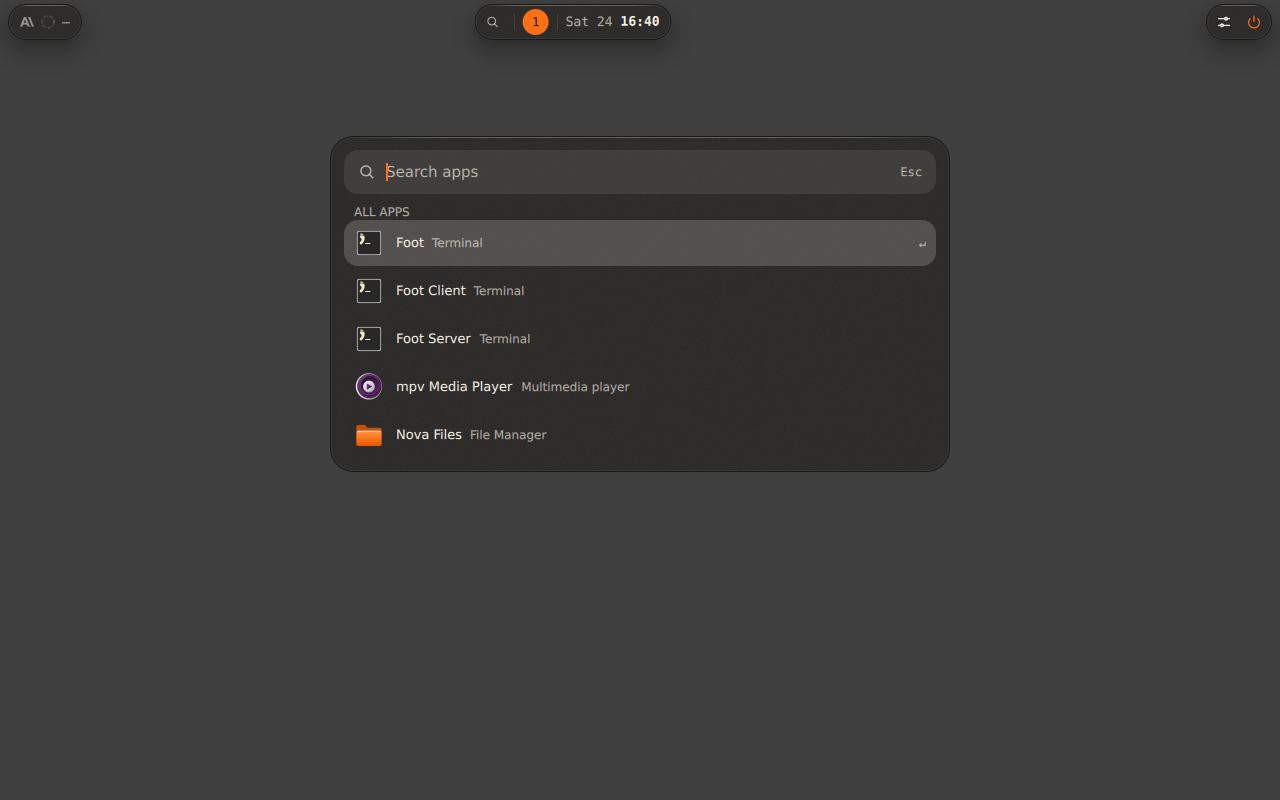 A\ –
1 Sat 24 16:40
Search apps Esc
ALL APPS
Foot Terminal ↵
Foot Client Terminal
Foot Server Terminal
mpv Media Player Multimedia player
Nova Files File Manager